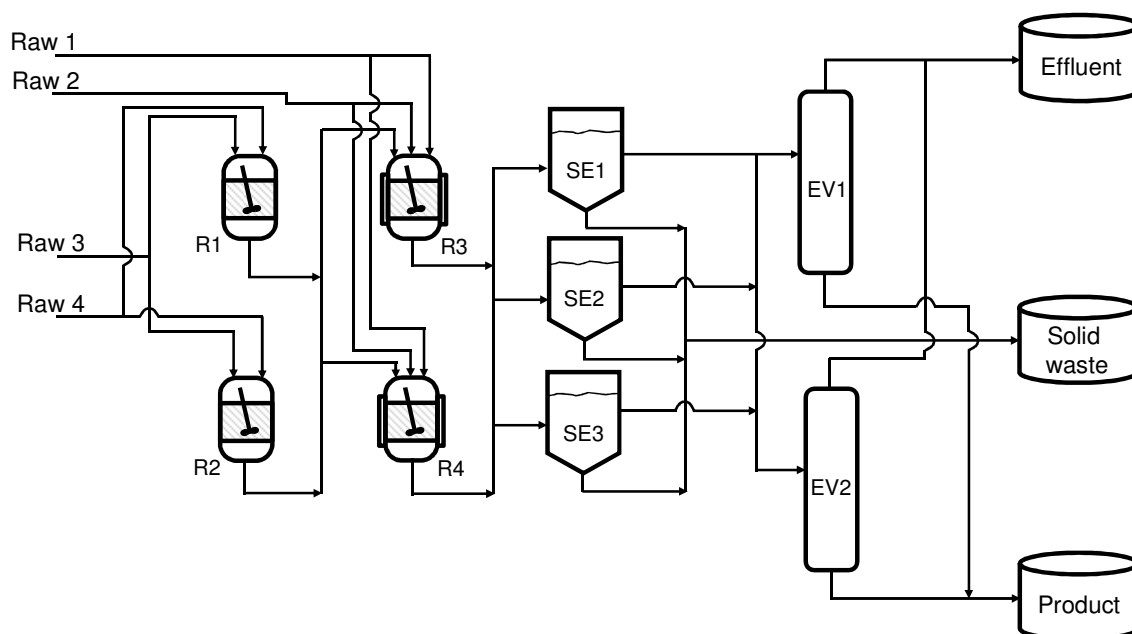 Raw 1
Raw 2
Raw 3
Raw 4
R1
R2
R3
R4
SE1
SE2
SE3
EV1
EV2
Effluent
Solid
waste
Product